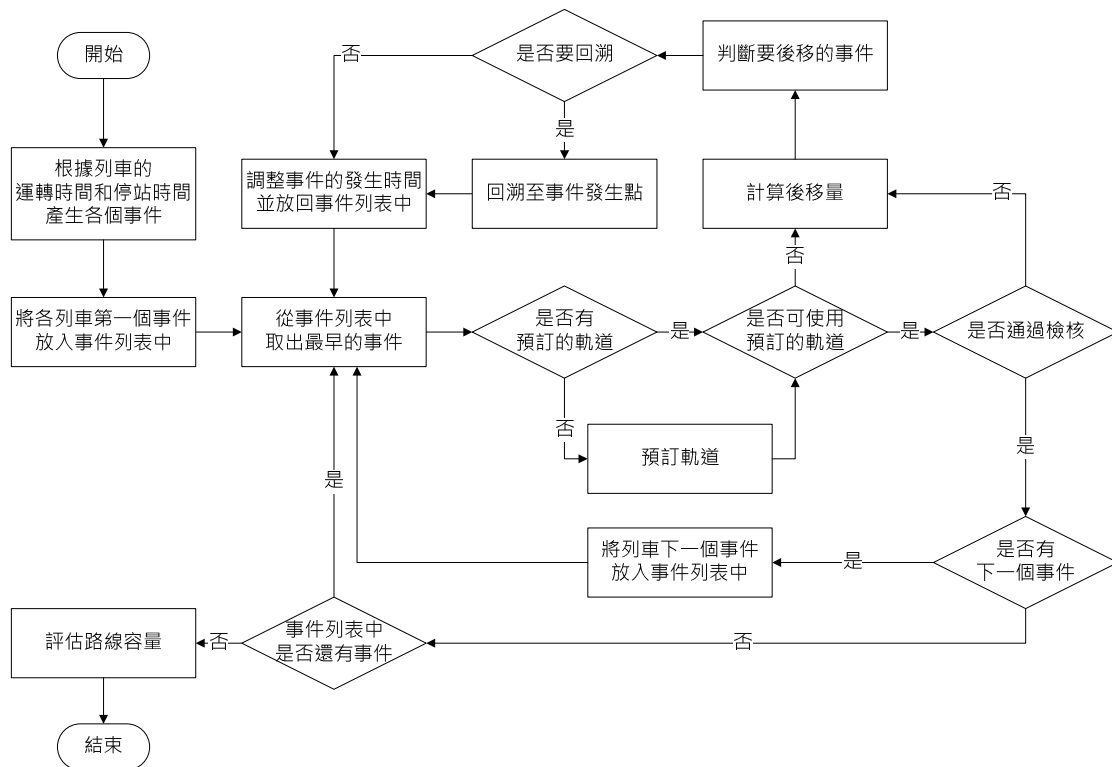 開始
根據列車的
運轉時間和停站時間
產生各個事件
將各列車第一個事件
放入事件列表中
從事件列表中
取出最早的事件
調整事件的發生時間
並放回事件列表中
否
是否要回溯
是
回溯至事件發生點
判斷要後移的事件
計算後移量
否
否
是否有
預訂的軌道
是
是否可使用
預訂的軌道
是
是否通過檢核
否
預訂軌道
是
是
將列車下一個事件
放入事件列表中
是
是否有
下一個事件
評估路線容量
否
事件列表中
是否還有事件
否
結束